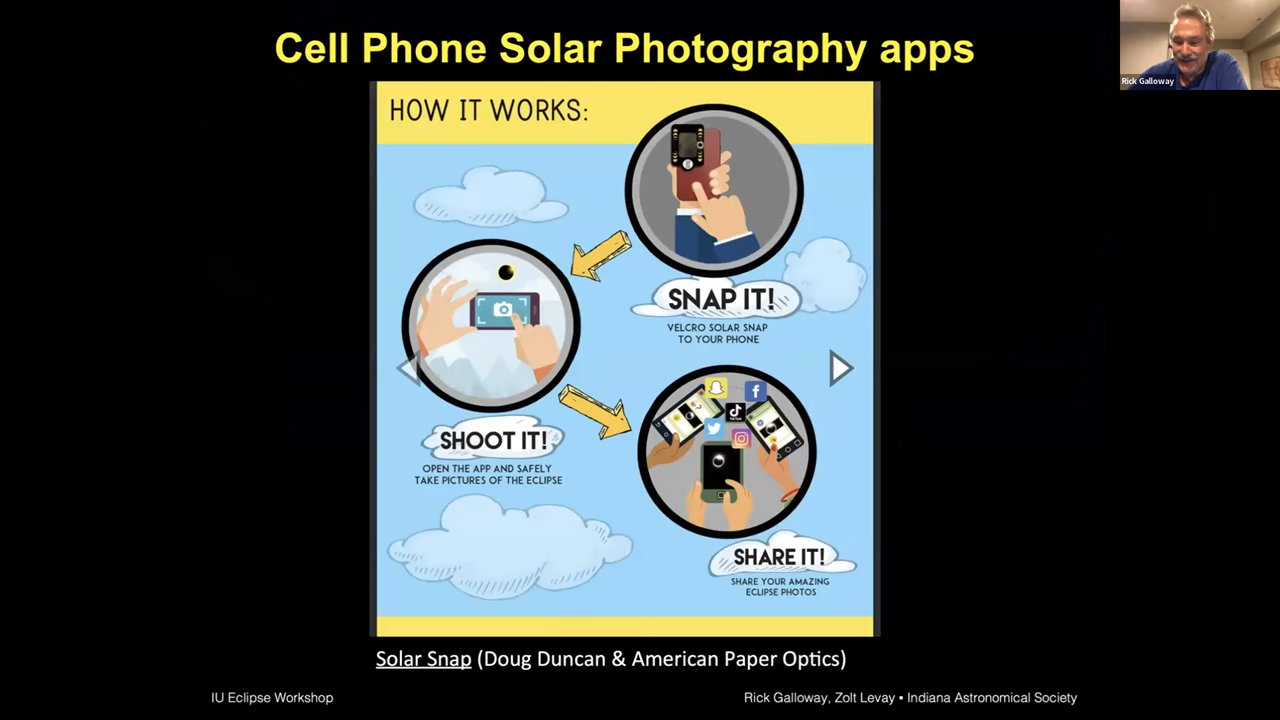 Cell Phone Solar Photography apps
Rick Galloway
HOW IT WORKS:
SNAP IT!
VELCRO SOLAR SNAP
TO YOUR PHONE
SHOOT IT!
OPEN THE APP AND SAFELY
TAKE PICTURES OF THE ECLIPSE
SHARE IT!
SHARE YOUR AMAZING
ECLIPSE PHOTOS
Solar Snap (Doug Duncan & American Paper Optics)
IU Eclipse Workshop
Rick Galloway, Zolt Levay ▪ Indiana Astronomical Society